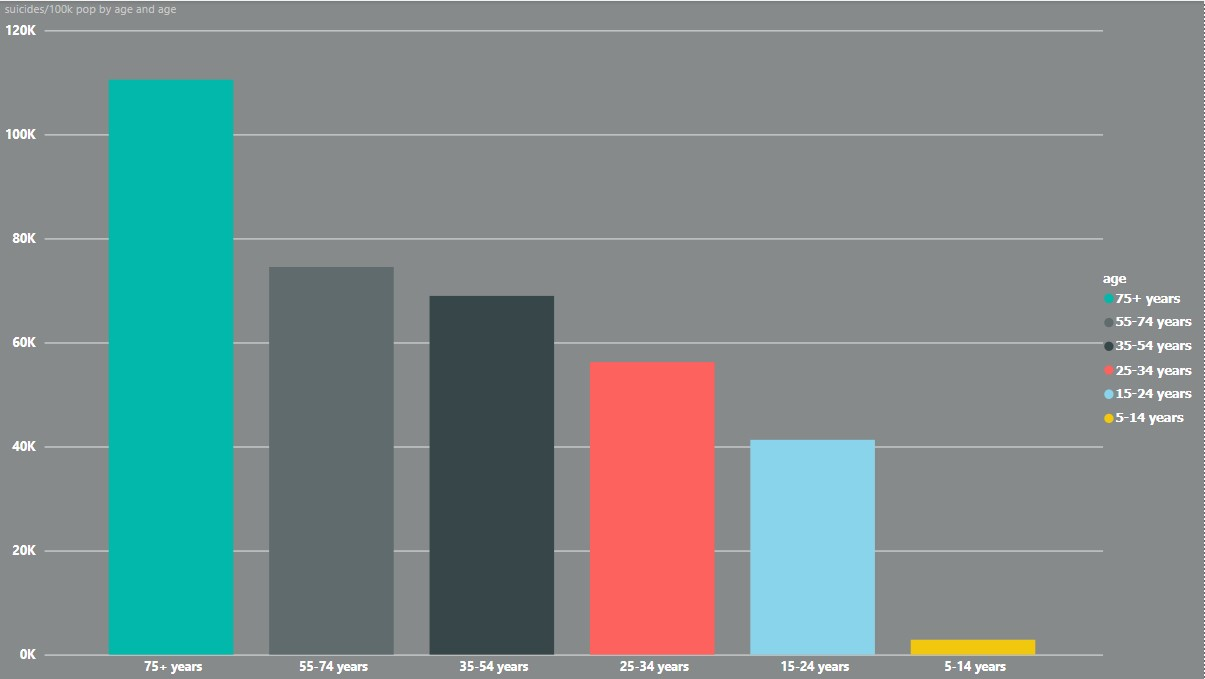 suicides/100k pop by age and age
120K
100K
80K
60K
40K
20K
0K
75+ years
55-74 years
35-54 years
25-34 years
15-24 years
5-14 years
age
75+ years
55-74 years
35-54 years
25-34 years
15-24 years
5-14 years